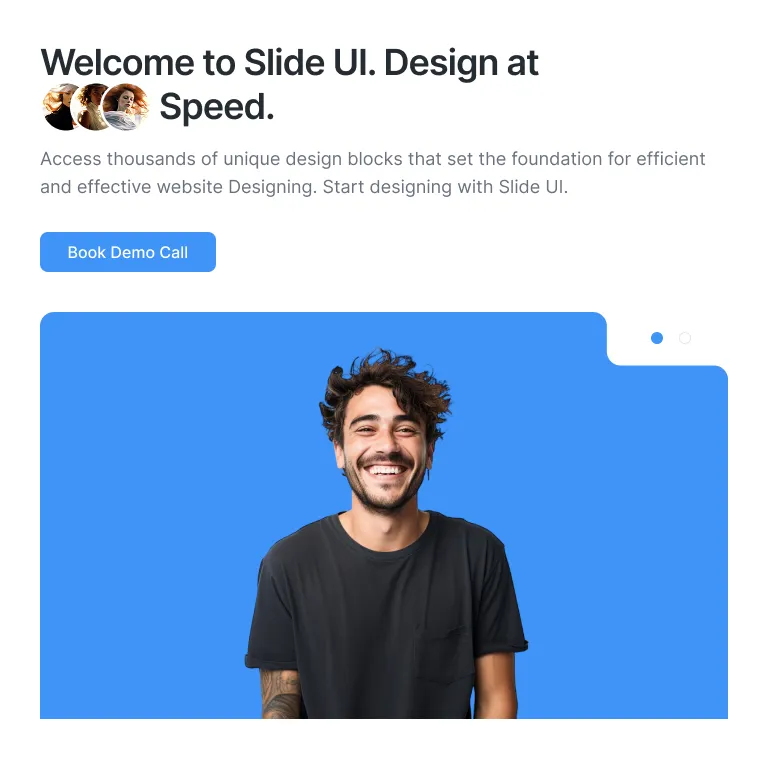 Welcome to Slide UI. Design at
Speed.
Access thousands of unique design blocks that set the foundation for efficient
and effective website Designing. Start designing with Slide UI.
Book Demo Call